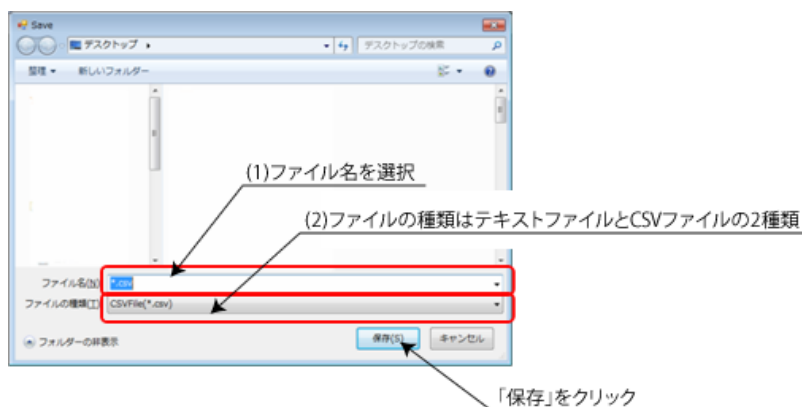 Save
デスクトップ
デスクトップの検索
整理 新しいフォルダー
(1)ファイル名を選択
(2)ファイルの種類はテキストファイルとCSVファイルの2種類
ファイル名(N) *.csv
ファイルの種類(T) CSVFile(*.csv)
フォルダーの非表示
保存(S) キャンセル
「保存」をクリック